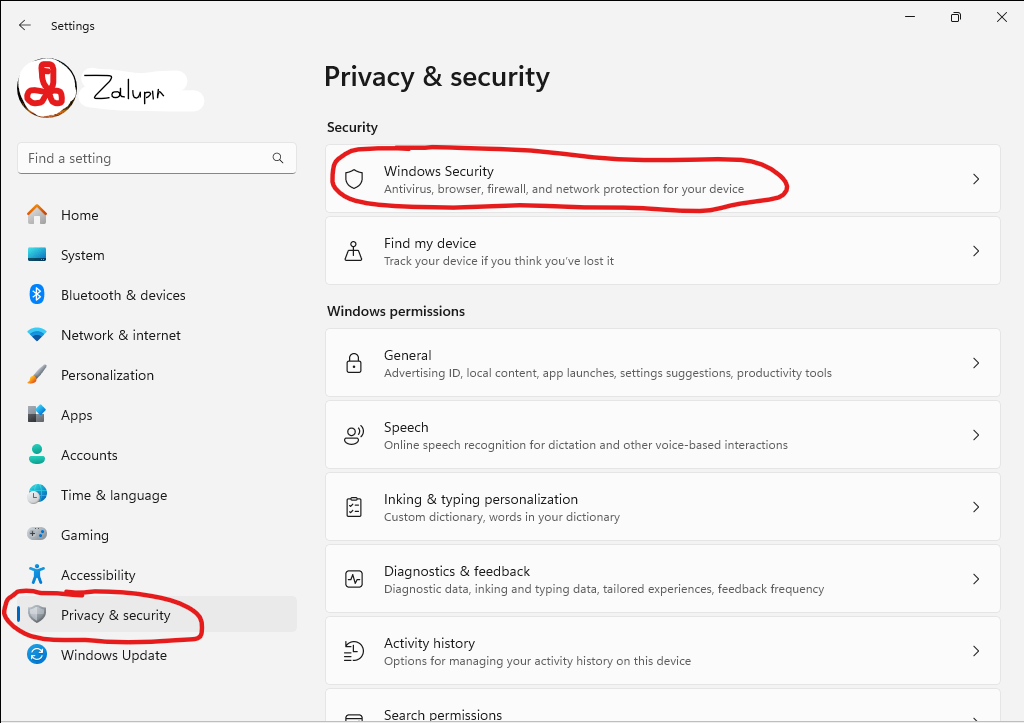 Settings
Zalupin
Find a setting
Home
System
Bluetooth & devices
Network & internet
Personalization
Apps
Accounts
Time & language
Gaming
Accessibility
Privacy & security
Windows Update
Privacy & security
Security
Windows Security
Antivirus, browser, firewall, and network protection for your device
Find my device
Track your device if you think you've lost it
Windows permissions
General
Advertising ID, local content, app launches, settings suggestions, productivity tools
Speech
Online speech recognition for dictation and other voice-based interactions
Inking & typing personalization
Custom dictionary, words in your dictionary
Diagnostics & feedback
Diagnostic data, inking and typing data, tailored experiences, feedback frequency
Activity history
Options for managing your activity history on this device
Search permissions